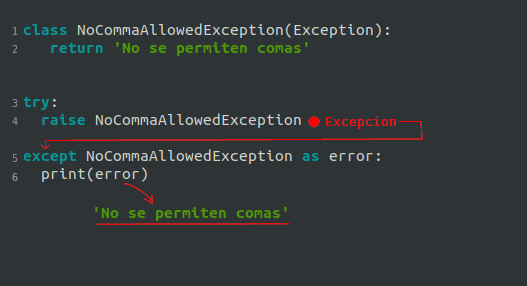 1 class NoCommaAllowedException(Exception):
2 return 'No se permiten comas'
3 try:
4 raise NoCommaAllowedException Excepcion
5 except NoCommaAllowedException as error:
6 print(error)
'No se permiten comas'